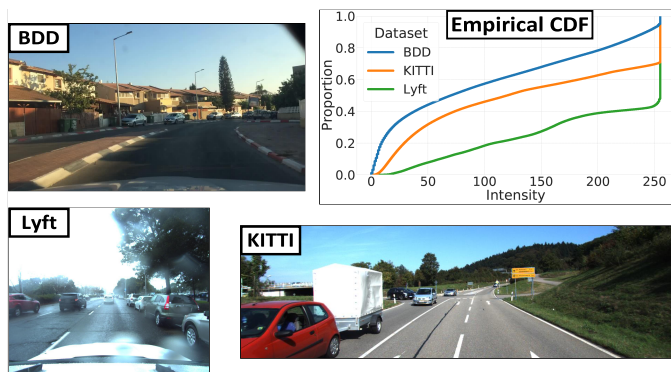 BDD
Empirical CDF
Dataset
BDD
KITTI
Lyft
Proportion
1.0
0.8
0.6
0.4
0.2
0.0
0
50
100
150
200
250
Intensity
Lyft
KITTI